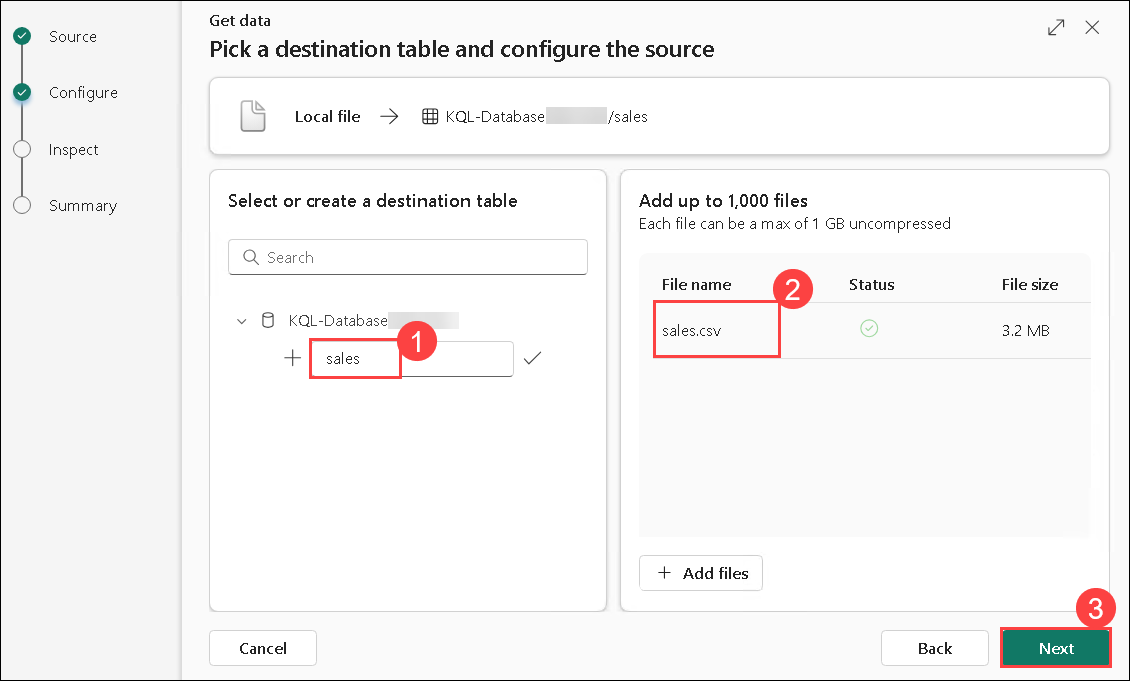 Source
Configure
Inspect
Summary
Get data
Pick a destination table and configure the source
Local file
KQL-Database
/sales
Select or create a destination table
Search
KQL-Database
1
sales
Add up to 1,000 files
Each file can be a max of 1 GB uncompressed
File name
2
Status
File size
sales.csv
3.2 MB
Add files
3
Cancel
Back
Next